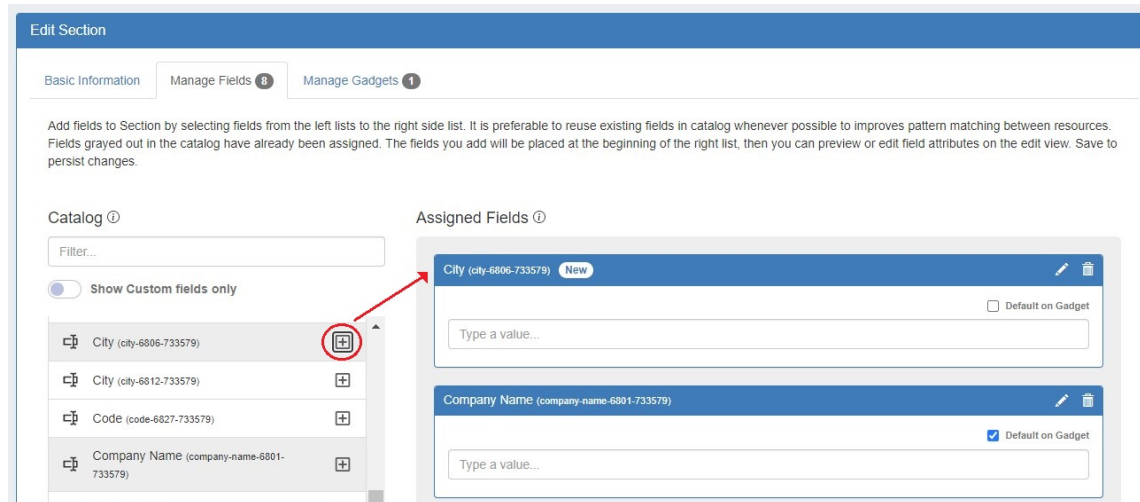 Edit Section
Basic Information
Manage Fields 8
Manage Gadgets 1
Add fields to Section by selecting fields from the left lists to the right side list. It is preferable to reuse existing fields in catalog whenever possible to improves pattern matching between resources.
Fields grayed out in the catalog have already been assigned. The fields you add will be placed at the beginning of the right list, then you can preview or edit field attributes on the edit view. Save to
persist changes.
Catalog
Filter...
Show Custom fields only
City (city-6806-733579)
City (city-6812-733579)
Code (code-6827-733579)
Company Name (company-name-6801-
733579)
Assigned Fields
City (city-6806-733579) New
Default on Gadget
Type a value...
Company Name (company-name-6801-733579)
Default on Gadget
Type a value...